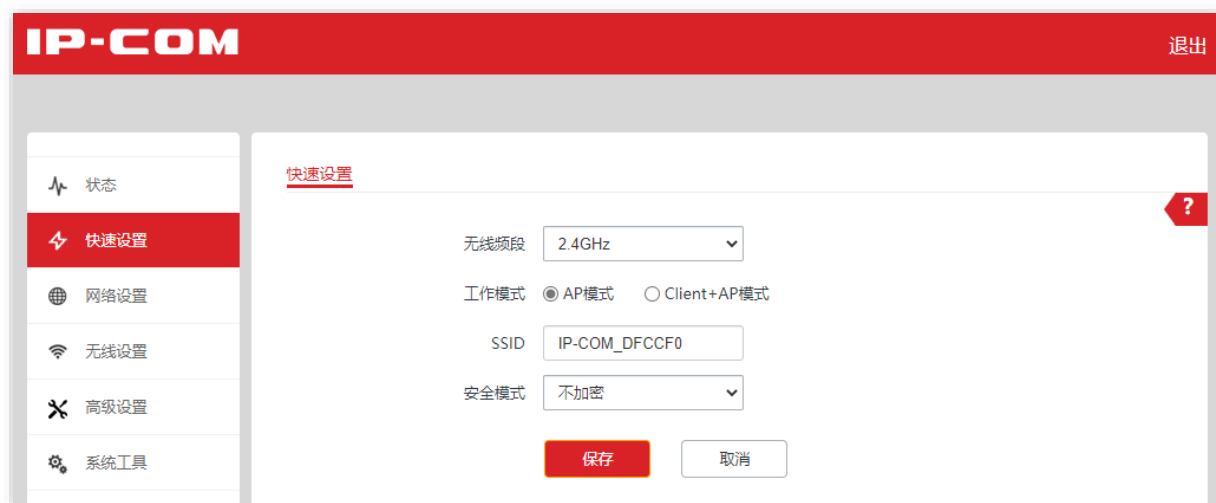 IP-COM
退出
状态
快速设置
网络设置
无线设置
高级设置
系统工具
快速设置
?
无线频段 2.4GHz
工作模式 AP模式 Client+AP模式
SSID IP-COM_DFCCF0
安全模式 不加密
保存 取消